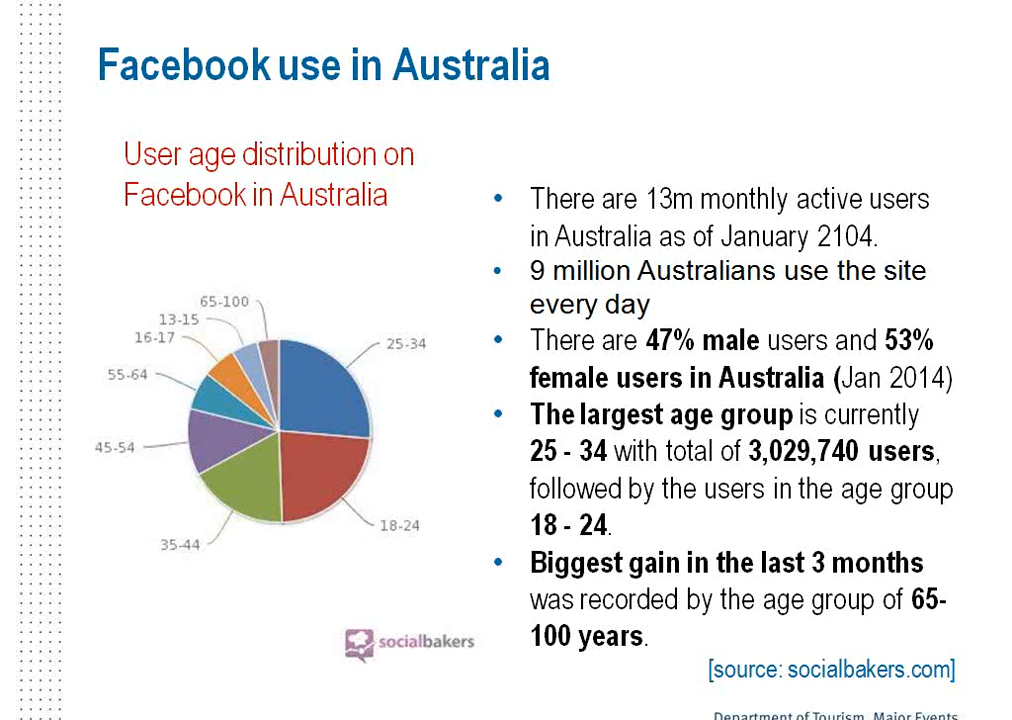 Facebook use in Australia
User age distribution on
Facebook in Australia
65-100
13-15
16-17
55-64
45-54
35-44
25-34
18-24
socialbakers
• There are 13m monthly active users
in Australia as of January 2104.
• 9 million Australians use the site
every day
• There are 47% male users and 53%
female users in Australia (Jan 2014)
• The largest age group is currently
25 - 34 with total of 3,029,740 users,
followed by the users in the age group
18 - 24.
• Biggest gain in the last 3 months
was recorded by the age group of 65-
100 years.
[source: socialbakers.com]
Department of Tourism, Major Events